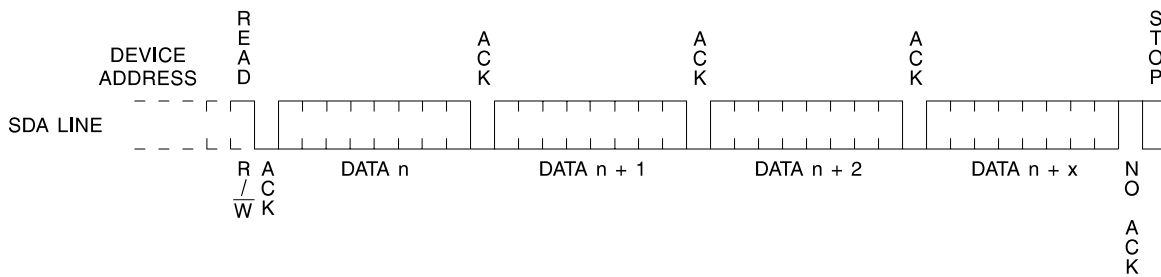 READ
ACK
ACK
ACK
STOP
DEVICE
ADDRESS
SDA LINE
R/W
ACK
DATA n
DATA n + 1
DATA n + 2
DATA n + x
NO ACK